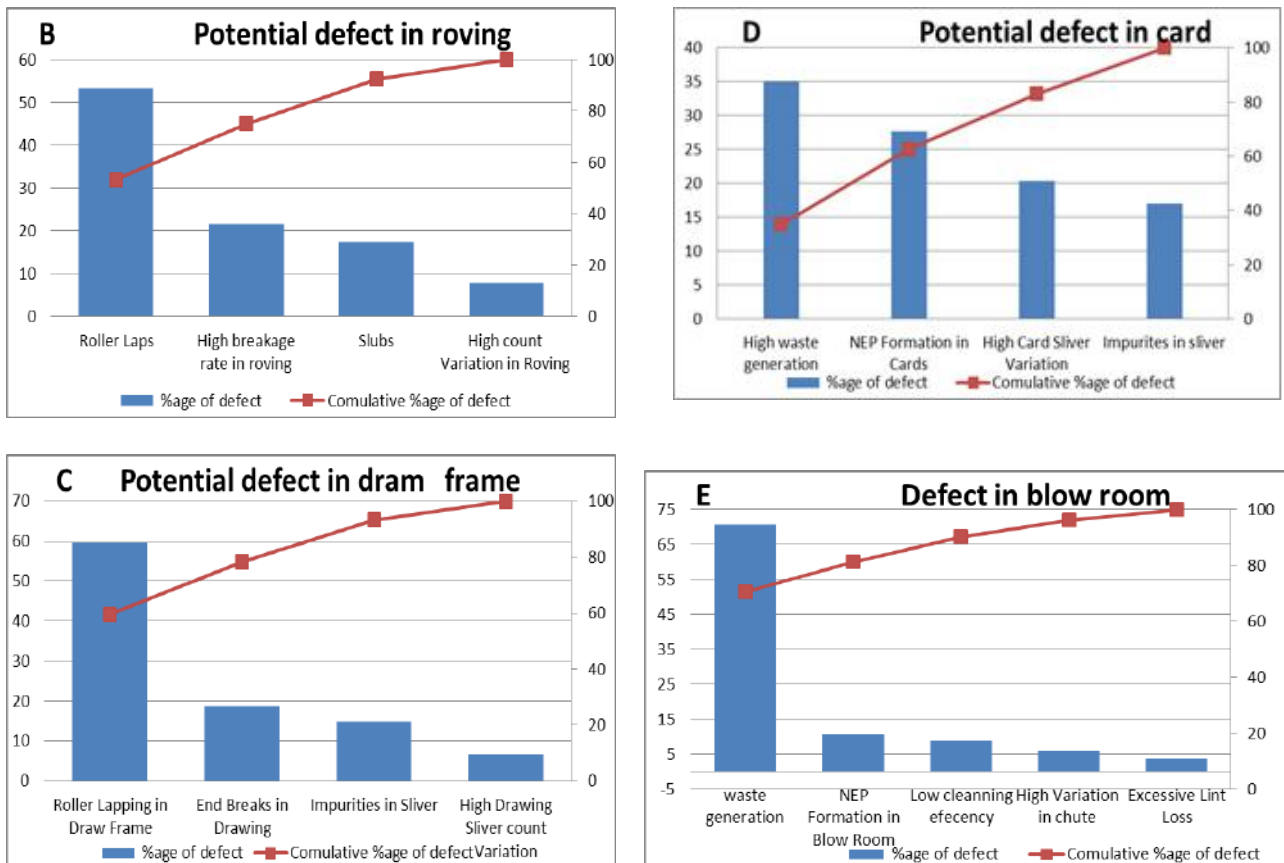 B Potential defect in roving
60
50
40
30
20
10
0
100
80
60
40
20
0
Roller Laps
High breakage
rate in roving
Slubs
High count
Variation in Roving
%age of defect
Comulative %age of defect
D Potential defect in card
40
35
30
25
20
15
10
5
0
100
80
60
40
20
0
High waste
generation
NEP Formation in
Cards
High Card Sliver
Variation
Impurites in sliver
%age of defect
Comulative %age of defect
C Potential defect in dram frame
70
60
50
40
30
20
10
0
100
80
60
40
20
0
Roller Lapping in
Draw Frame
End Breaks in
Drawing
Impurities in Sliver
High Drawing
Sliver count
Variation
%age of defect
Comulative %age of defect
E Defect in blow room
75
65
55
45
35
25
15
5
-5
100
80
60
40
20
0
waste
generation
NEP
Formation in
Blow Room
Low cleanning
efecency
High Variation
in chute
Excessive Lint
Loss
%age of defect
Comulative %age of defect